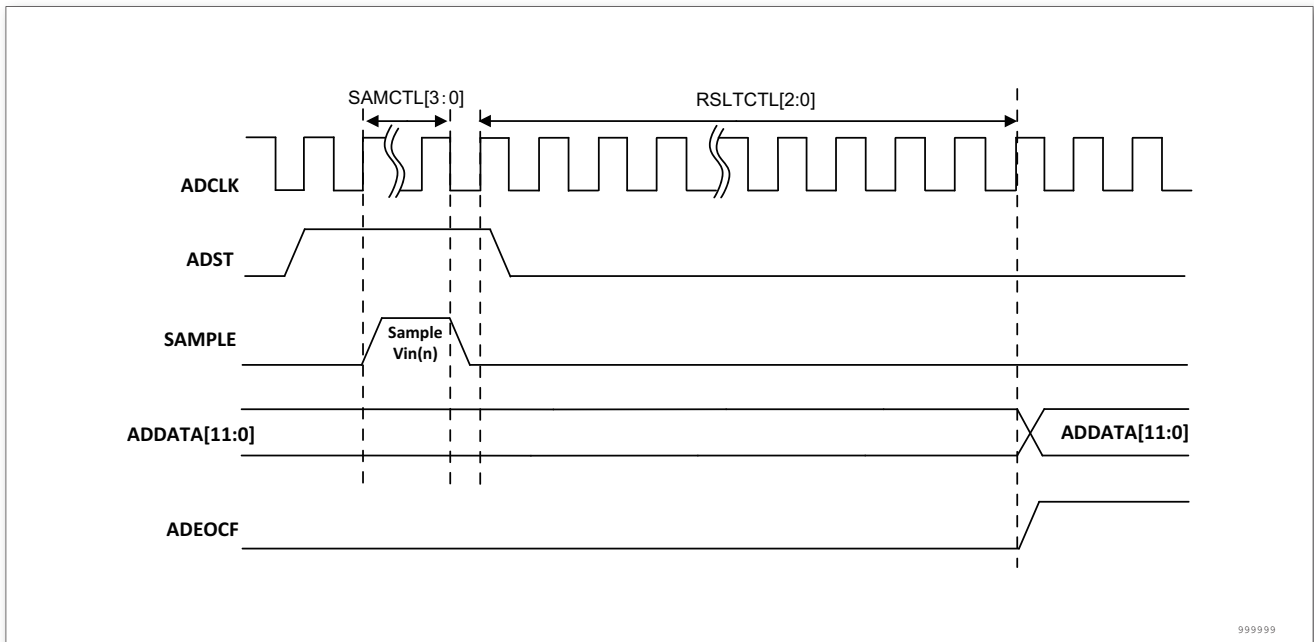 SAMCTL[3:0]
RSLTCTL[2:0]
ADCLK
ADST
SAMPLE
Sample
Vin(n)
ADDATA[11:0]
ADDATA[11:0]
ADEOCF
999999